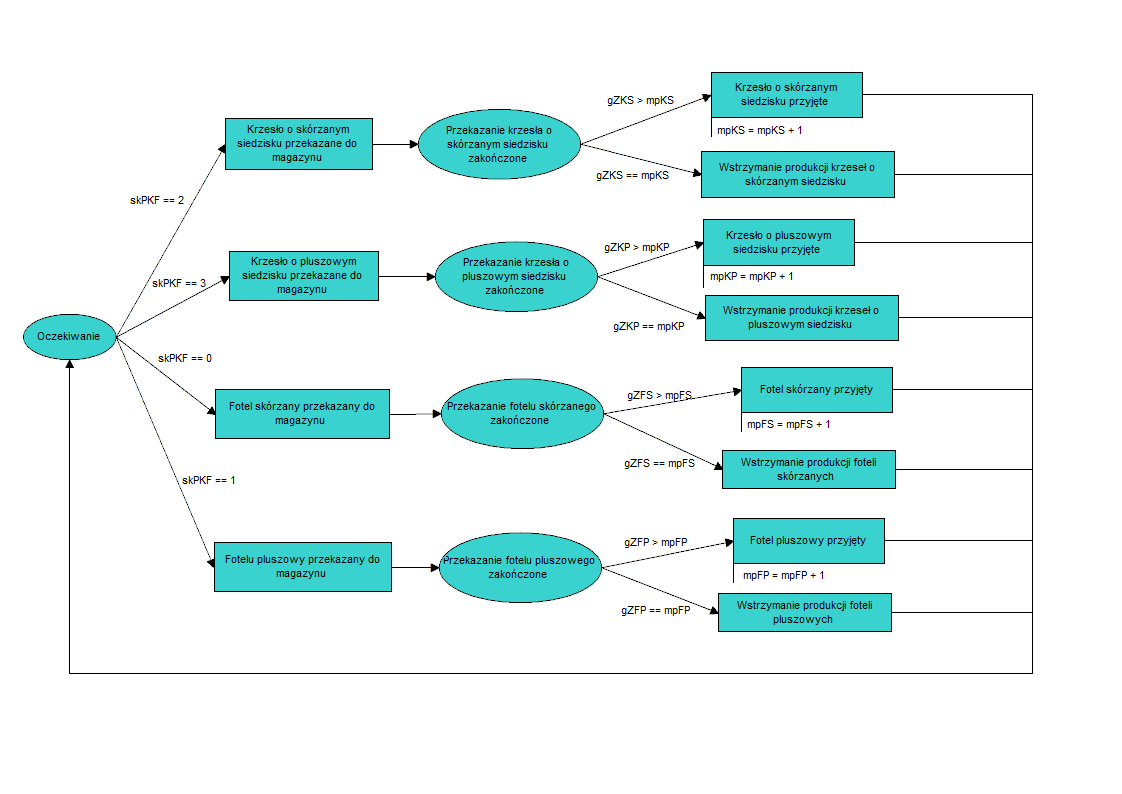 Krzesło o skórzanym
siedzisku przyjęte
gZKS > mpKS
mpKS = mpKS + 1
Krzesło o skórzanym
siedzisku przekazane do
magazynu
Przekazanie krzesła o
skórzanym siedzisku
zakończone
gZKS == mpKS
Wstrzymanie produkcji krzeseł o
skórzanym siedzisku
skPKF == 2
Krzesło o pluszowym
siedzisku przyjęte
gZKP > mpKP
mpKP = mpKP + 1
Krzesło o pluszowym
siedzisku przekazane do
magazynu
Przekazanie krzesła o
pluszowym siedzisku
zakończone
skPKF == 3
gZKP == mpKP
Wstrzymanie produkcji krzeseł o
pluszowym siedzisku
Oczekiwanie
skPKF == 0
Fotel skórzany przyjęty
gZFS > mpFS
mpFS = mpFS + 1
Fotel skórzany przekazany do
magazynu
Przekazanie fotelu skórzanego
zakończone
gZFS == mpFS
Wstrzymanie produkcji foteli
skórzanych
skPKF == 1
Fotel pluszowy przyjęty
gZFP > mpFP
mpFP = mpFP + 1
Fotelu pluszowy przekazany do
magazynu
Przekazanie fotelu pluszowego
zakończone
gZFP == mpFP
Wstrzymanie produkcji foteli
pluszowych